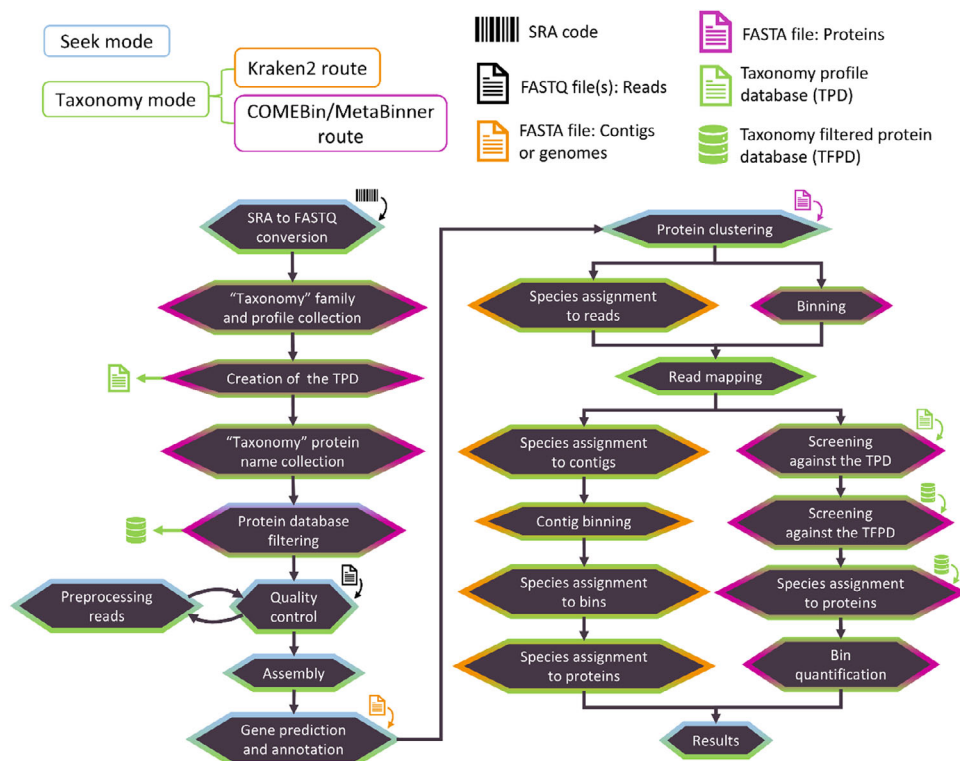 Seek mode
Taxonomy mode
Kraken2 route
COMEBin/MetaBinner
route
SRA code
FASTQ file(s): Reads
FASTA file: Contigs
or genomes
FASTA file: Proteins
Taxonomy profile
database (TPD)
Taxonomy filtered protein
database (TFPD)
SRA to FASTQ
conversion
"Taxonomy" family
and profile collection
Creation of the TPD
"Taxonomy" protein
name collection
Protein database
filtering
Preprocessing
reads
Quality
control
Assembly
Gene prediction
and annotation
Protein clustering
Species assignment
to reads
Binning
Read mapping
Species assignment
to contigs
Contig binning
Species assignment
to bins
Species assignment
to proteins
Screening
against the TPD
Screening
against the TFPD
Species assignment
to proteins
Bin
quantification
Results